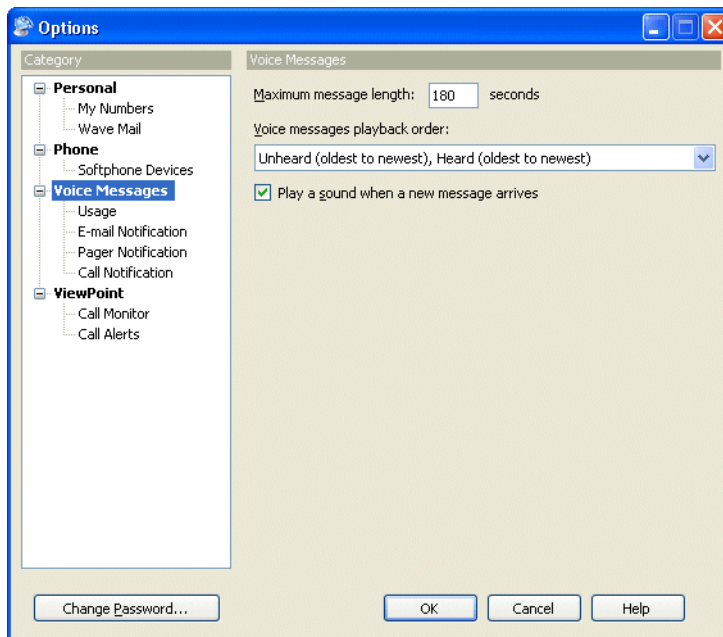 Options
Category
Personal
My Numbers
Wave Mail
Phone
Softphone Devices
Voice Messages
Usage
E-mail Notification
Pager Notification
Call Notification
ViewPoint
Call Monitor
Call Alerts
Voice Messages
Maximum message length: 180 seconds
Voice messages playback order:
Unheard (oldest to newest), Heard (oldest to newest)
Play a sound when a new message arrives
Change Password... OK Cancel Help